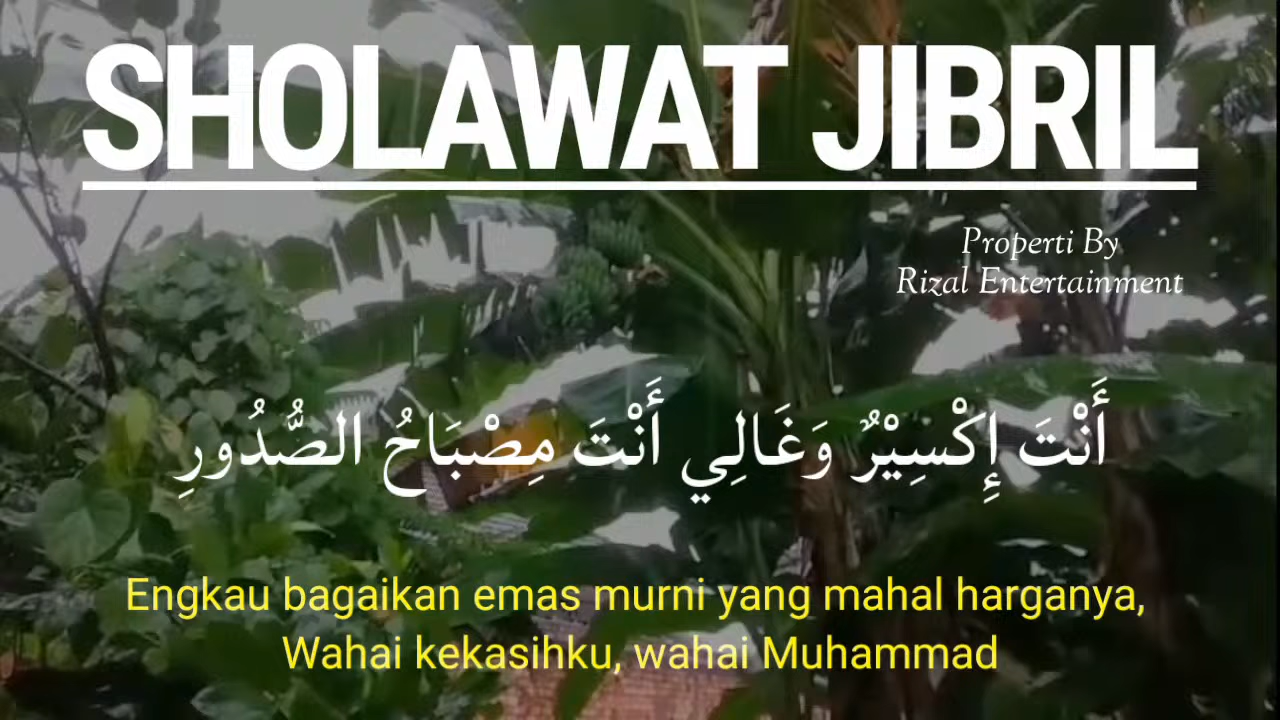 SHOLAWAT JIBRIL
Properti By
Rizal Entertainment
أَنْتَ إِكْسِيْرٌ وَغَالِي أَنْتَ مِصْبَاحُ الصُّدُورِ
Engkau bagaikan emas murni yang mahal harganya,
Wahai kekasihku, wahai Muhammad